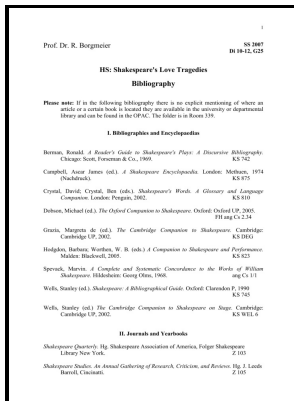 1
Prof. Dr. R. Borgmeier SS 2007
Di 10-12, G25
HS: Shakespeare's Love Tragedies
Bibliography
Please note: If in the following bibliography there is no explicit mentioning of where an
article or a certain book is located they are available in the university or departmental
library and can be found in the OPAC. The folder is in Room 339.
I. Bibliographies and Encyclopaedias
Berman, Ronald. A Reader's Guide to Shakespeare's Plays: A Discursive Bibliography.
Chicago: Scott, Foresman & Co., 1969. KS 742
Campbell, Oscar James (ed.). A Shakespeare Encyclopaedia. London: Methuen, 1974
(Nachdruck). KS 875
Crystal, David; Crystal, Ben (eds.). Shakespeare's Words. A Glossary and Language
Companion. London: Penguin, 2002. KS 810
Dobson, Michael (ed.). The Oxford Companion to Shakespeare. Oxford: Oxford UP, 2005.
FH ang Cs 2.34
Grazia, Margreta de (ed.). The Cambridge Companion to Shakespeare. Cambridge:
Cambridge UP, 2002. KS DEG
Hodgdon, Barbara; Worthen, W. B. (eds.) A Companion to Shakespeare and Performance.
Malden: Blackwell, 2005. KS 823
Spevack, Marvin. A Complete and Systematic Concordance to the Works of William
Shakespeare. Hildesheim: Georg Olms, 1968. ang Cs 1/1
Wells, Stanley (ed.). Shakespeare: A Bibliographical Guide. Oxford: Clarendon P, 1990
KS 745
Wells, Stanley (ed.) The Cambridge Companion to Shakespeare on Stage. Cambridge:
Cambridge UP, 2002. KS WEL 6
II. Journals and Yearbooks
Shakespeare Quarterly. Hg. Shakespeare Association of America, Folger Shakespeare
Library New York. Z 103
Shakespeare Studies. An Annual Gathering of Research, Criticism, and Reviews. Hg. J. Leeds
Barroll, Cincinatti. Z 105